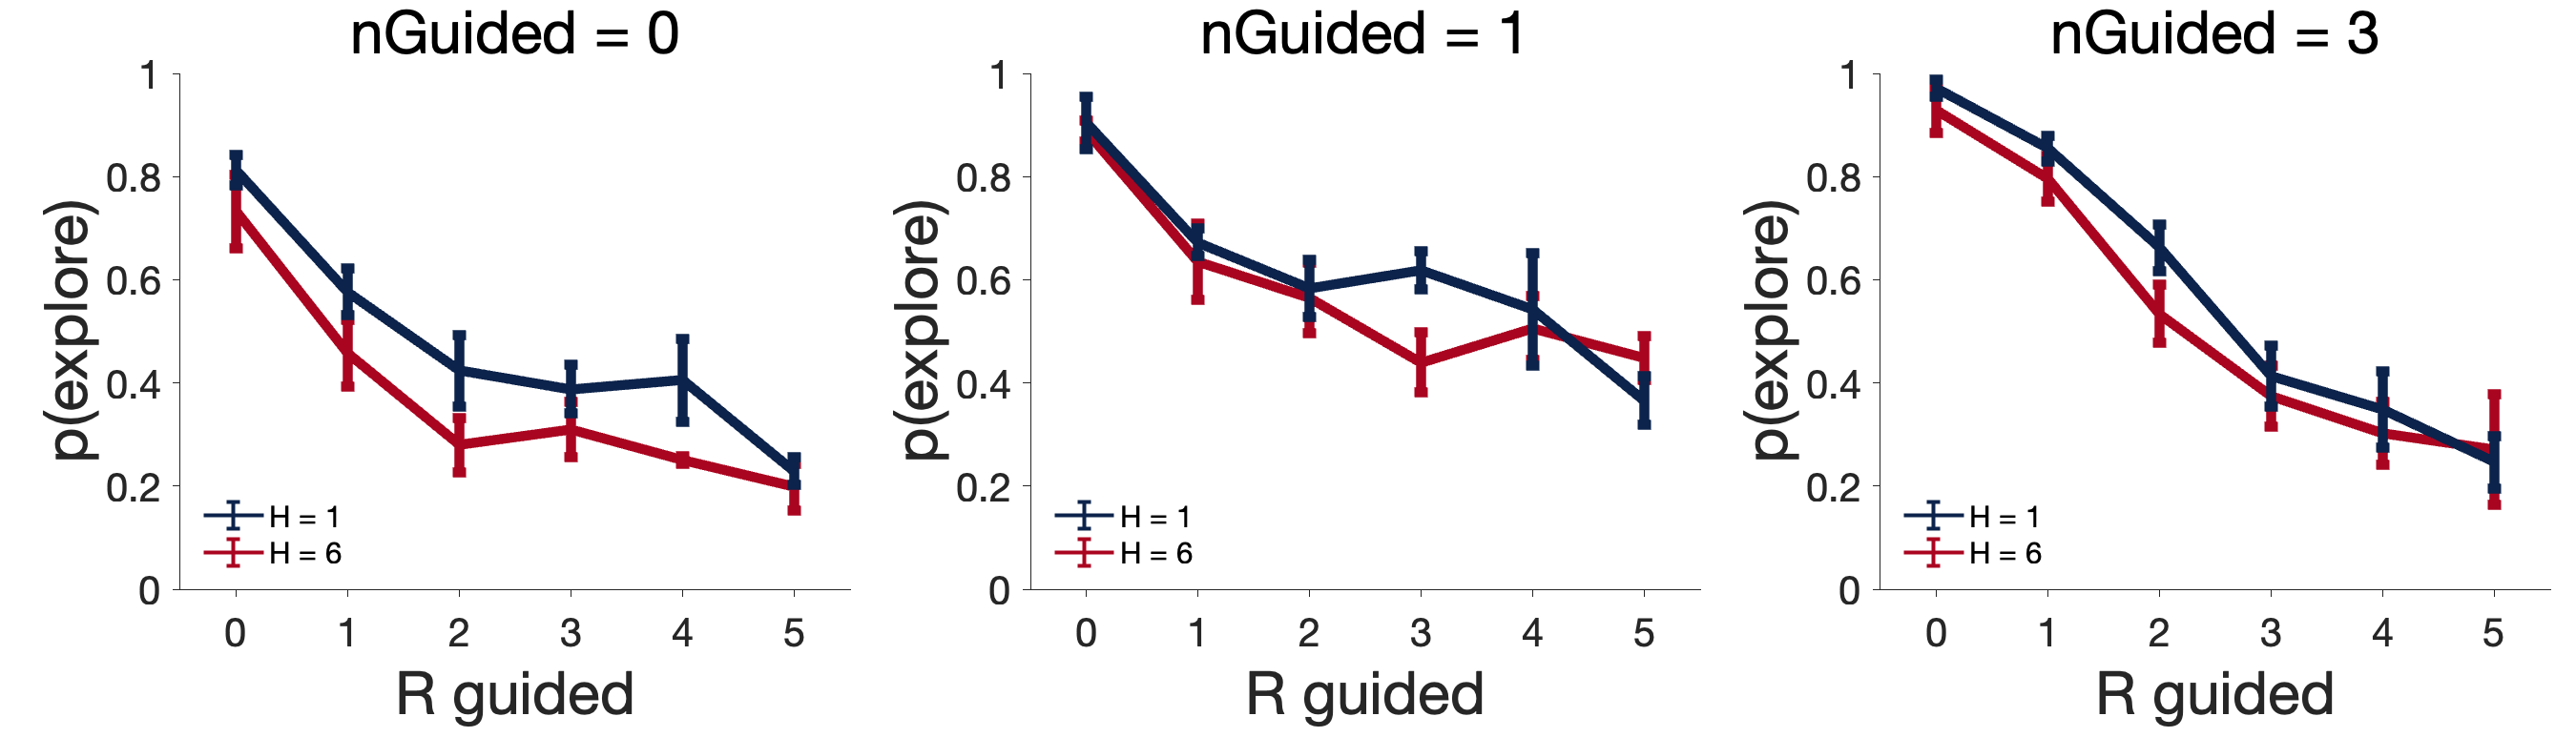 nGuided = 0
1
0.8
0.6
0.4
0.2
0
p(explore)
H = 1
H = 6
0 1 2 3 4 5
R guided
nGuided = 1
1
0.8
0.6
0.4
0.2
0
p(explore)
H = 1
H = 6
0 1 2 3 4 5
R guided
nGuided = 3
1
0.8
0.6
0.4
0.2
0
p(explore)
H = 1
H = 6
0 1 2 3 4 5
R guided